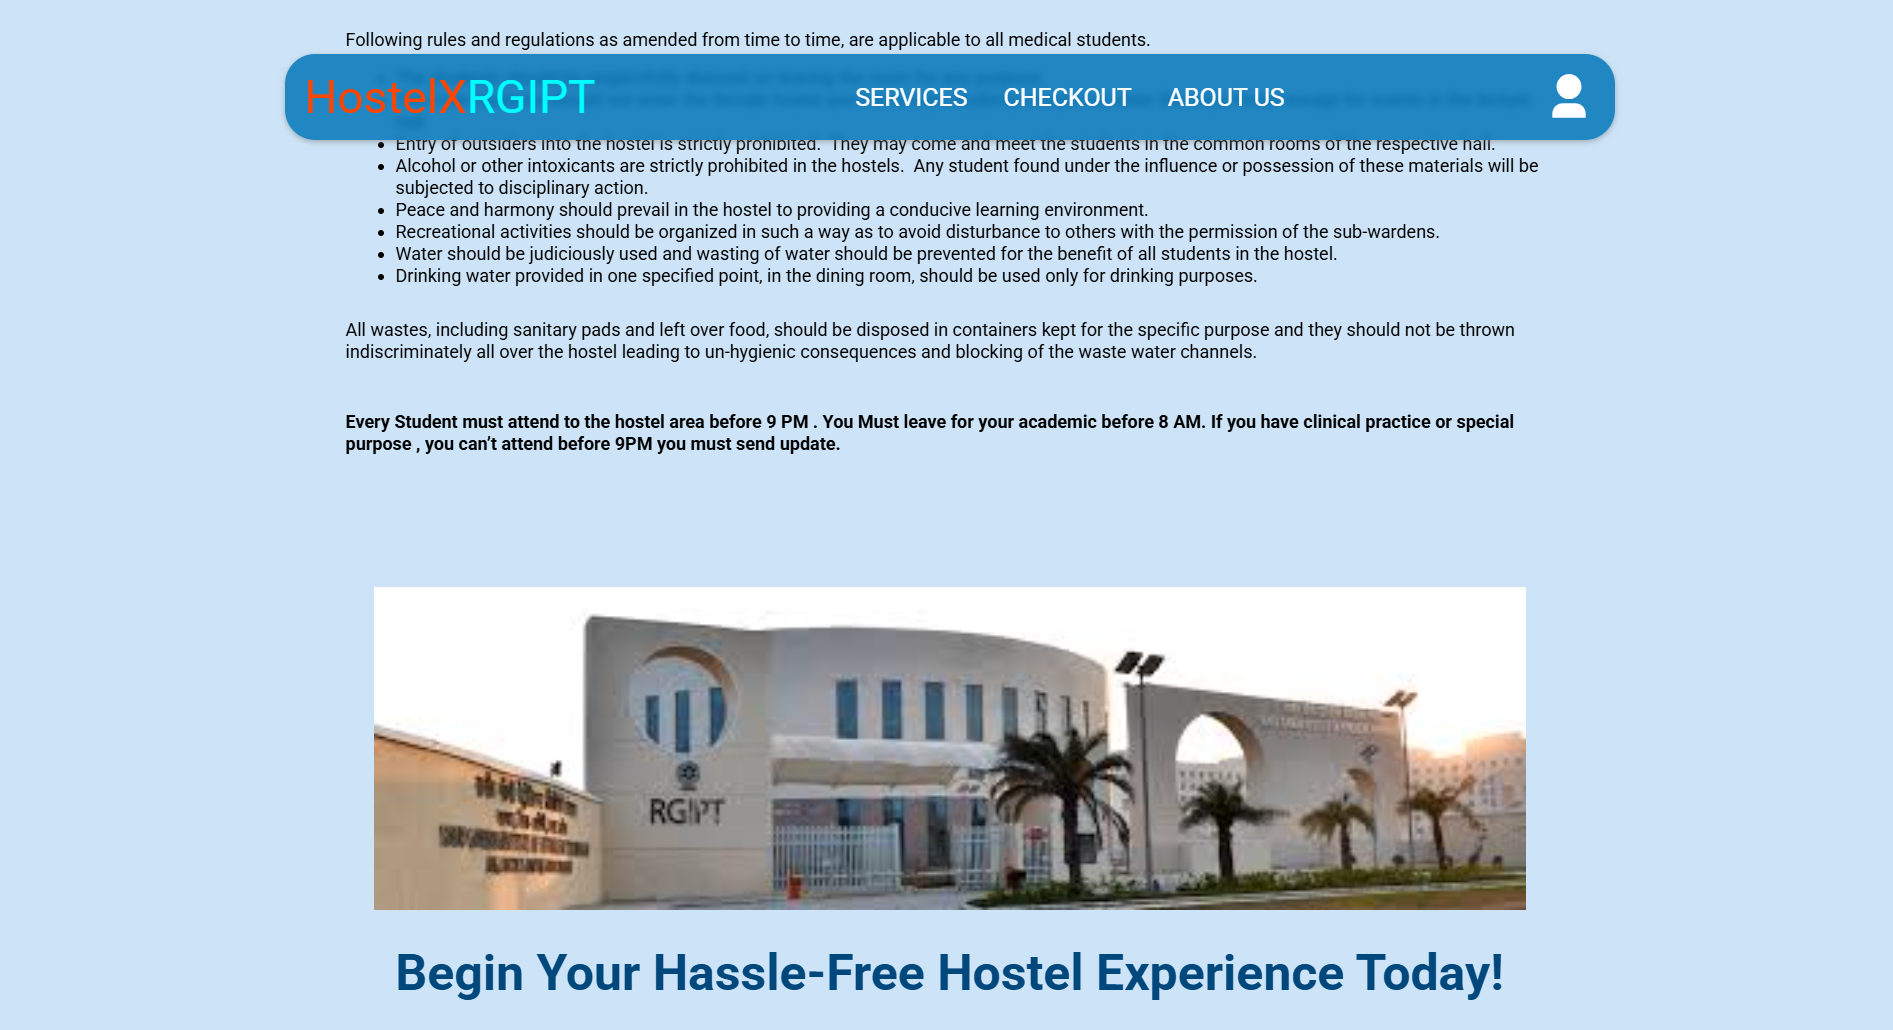 Following rules and regulations as amended from time to time, are applicable to all medical students.
HostelXRGIPT
SERVICES
CHECKOUT
ABOUT US
Entry of outsiders into the hostel is strictly prohibited. They may come and meet the students in the common rooms of the respective hall.
Alcohol or other intoxicants are strictly prohibited in the hostels. Any student found under the influence or possession of these materials will be
subjected to disciplinary action.
Peace and harmony should prevail in the hostel to providing a conducive learning environment.
Recreational activities should be organized in such a way as to avoid disturbance to others with the permission of the sub-wardens.
Water should be judiciously used and wasting of water should be prevented for the benefit of all students in the hostel.
Drinking water provided in one specified point, in the dining room, should be used only for drinking purposes.
All wastes, including sanitary pads and left over food, should be disposed in containers kept for the specific purpose and they should not be thrown
indiscriminately all over the hostel leading to un-hygienic consequences and blocking of the waste water channels.
Every Student must attend to the hostel area before 9 PM . You Must leave for your academic before 8 AM. If you have clinical practice or special
purpose , you can’t attend before 9PM you must send update.
RGIPT
Begin Your Hassle-Free Hostel Experience Today!